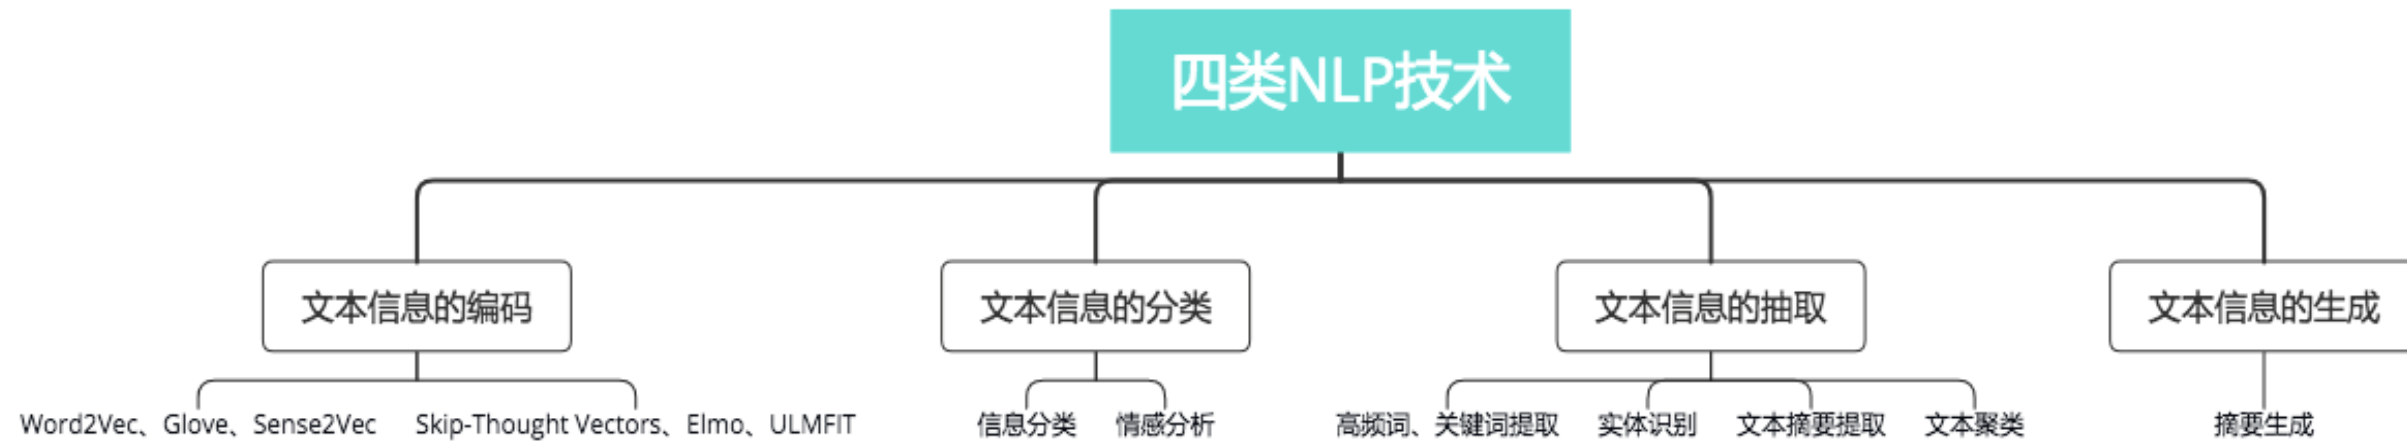 四类NLP技术
文本信息的编码
文本信息的分类
文本信息的抽取
文本信息的生成
Word2Vec、Glove、Sense2Vec
Skip-Thought Vectors、Elmo、ULMFIT
信息分类
情感分析
高频词、关键词提取
实体识别
文本摘要提取
文本聚类
摘要生成